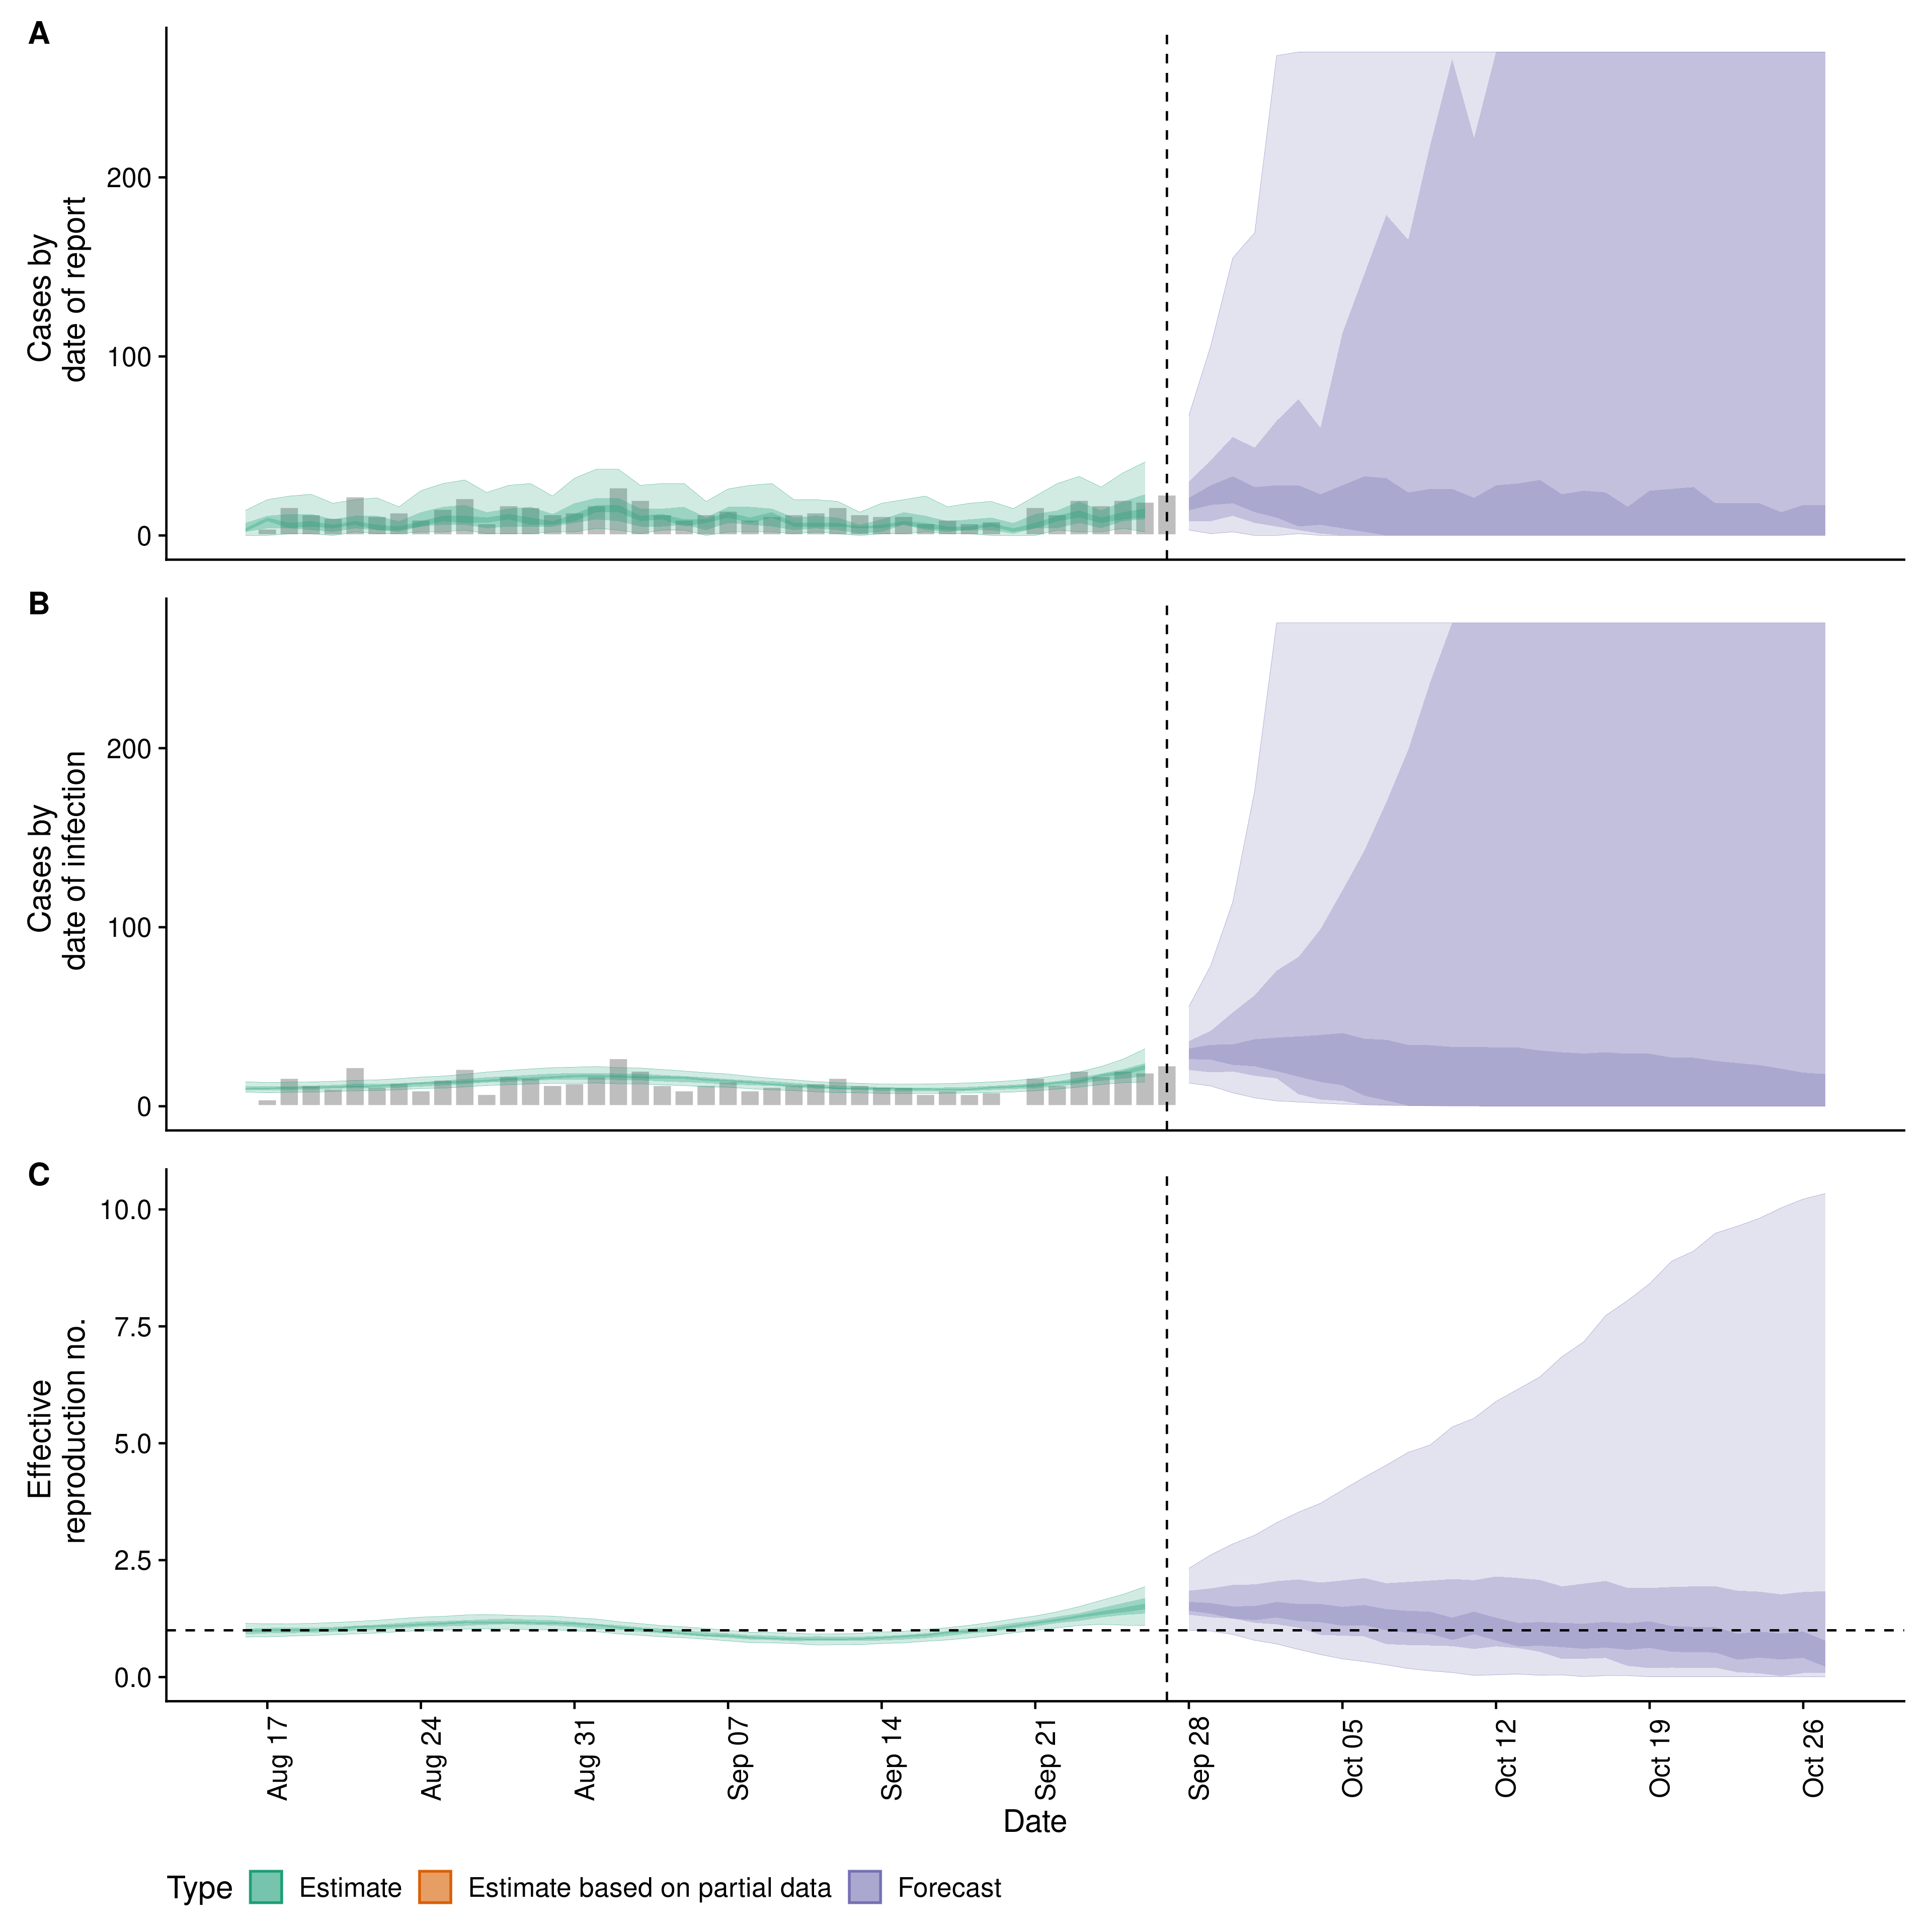 A
Cases by
date of report
200
100
0
B
Cases by
date of infection
200
100
0
C
Effective
reproduction no.
10.0
7.5
5.0
2.5
0.0
Aug 17
Aug 24
Aug 31
Sep 07
Sep 14
Sep 21
Sep 28
Oct 05
Oct 12
Oct 19
Oct 26
Date
Type Estimate Estimate based on partial data Forecast